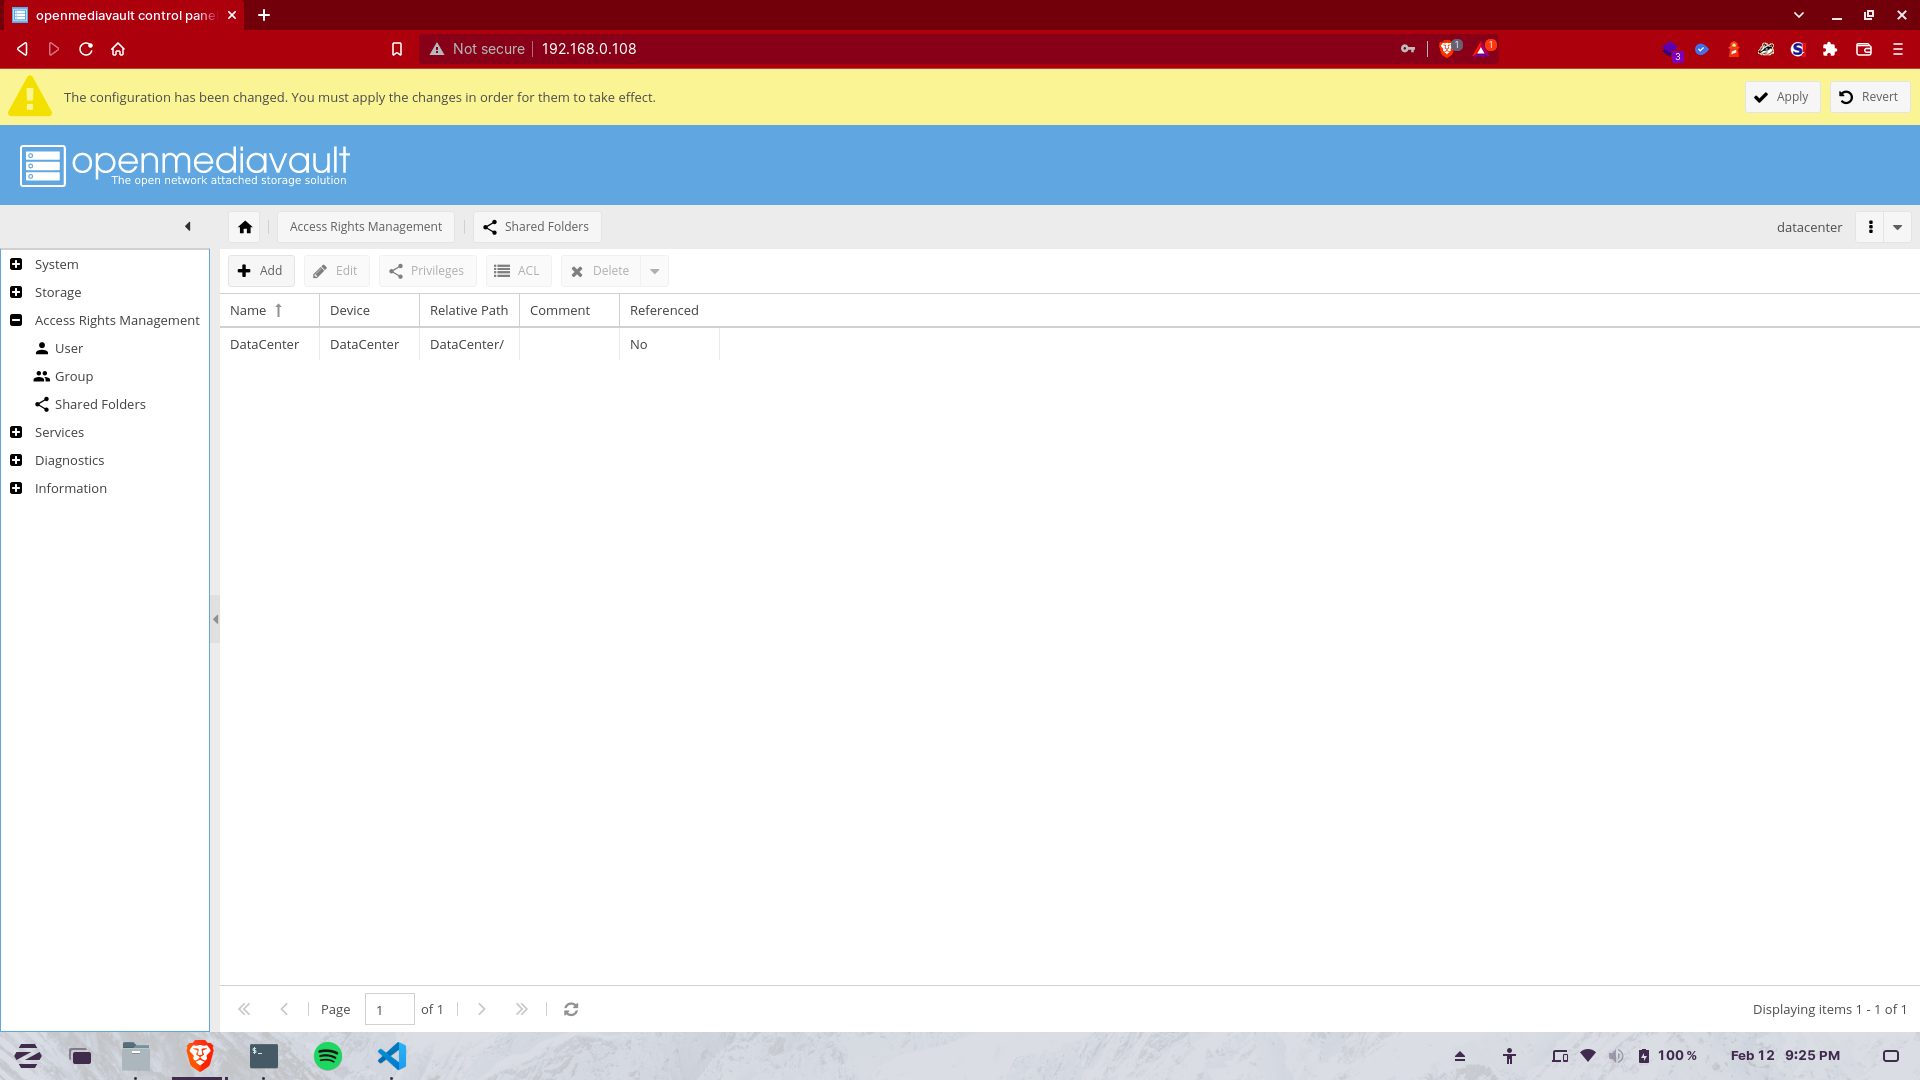 openmediavault control pane
Not secure 192.168.0.108
1
1
3
The configuration has been changed. You must apply the changes in order for them to take effect.
Apply
Revert
openmediavault
The open network attached storage solution
Access Rights Management
Shared Folders
datacenter
System
Storage
Access Rights Management
User
Group
Shared Folders
Services
Diagnostics
Information
Add
Edit
Privileges
ACL
Delete
Name Device Relative Path Comment Referenced
DataCenter DataCenter DataCenter/ No
Page 1 of 1
Displaying items 1 - 1 of 1
$-
100 %
Feb 12 9:25 PM